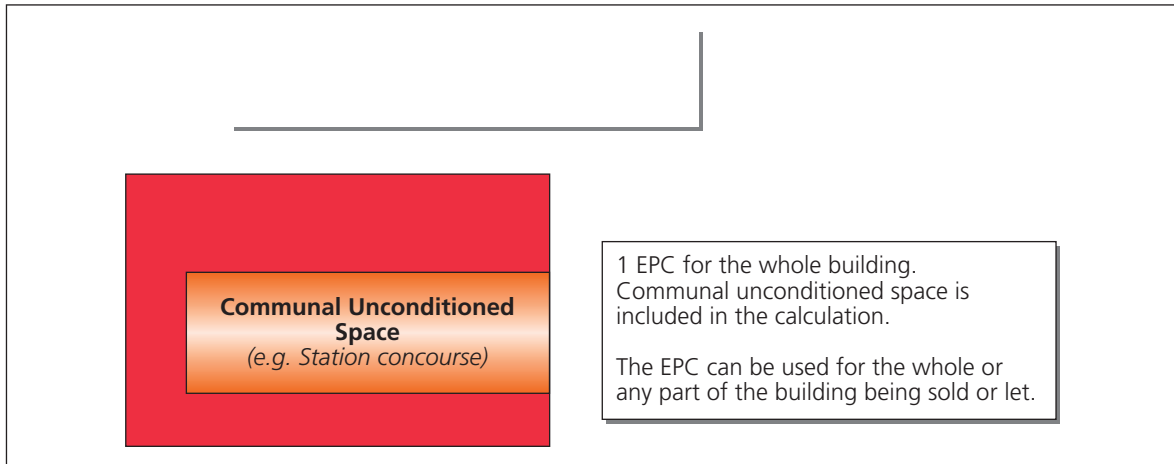 Communal Unconditioned
Space
(e.g. Station concourse)
1 EPC for the whole building.
Communal unconditioned space is
included in the calculation.
The EPC can be used for the whole or
any part of the building being sold or let.